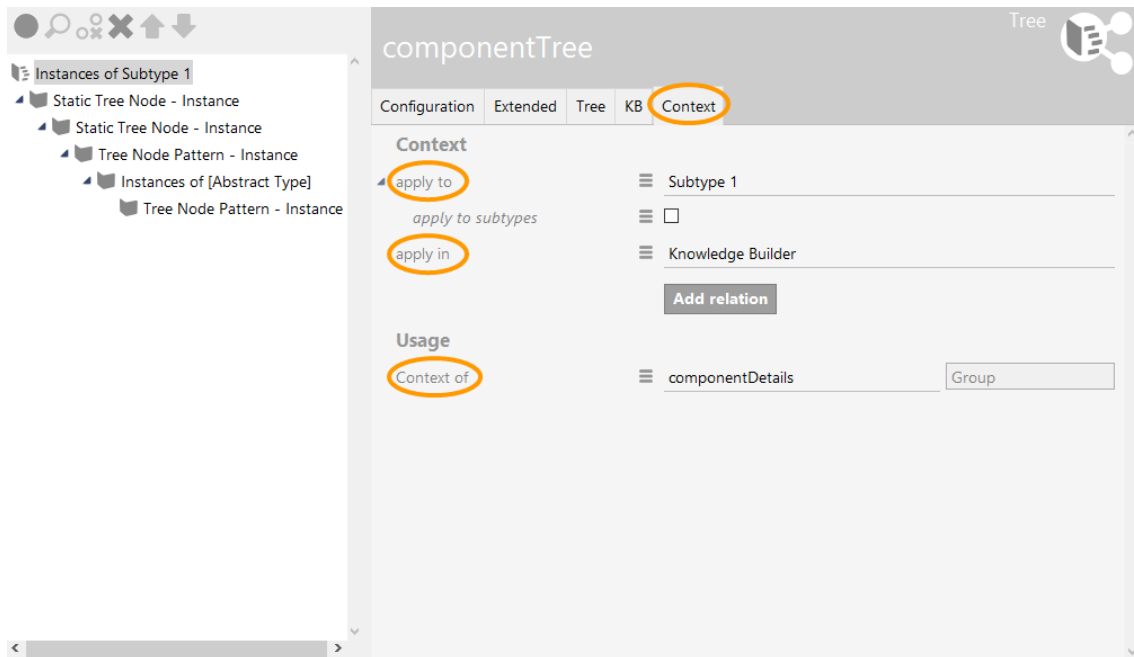 Instances of Subtype 1
Static Tree Node - Instance
Static Tree Node - Instance
Tree Node Pattern - Instance
Instances of [Abstract Type]
Tree Node Pattern - Instance
Tree
componentTree
Configuration Extended Tree KB Context
Context
apply to Subtype 1
apply to subtypes
apply in Knowledge Builder
Add relation
Usage
Context of componentDetails Group